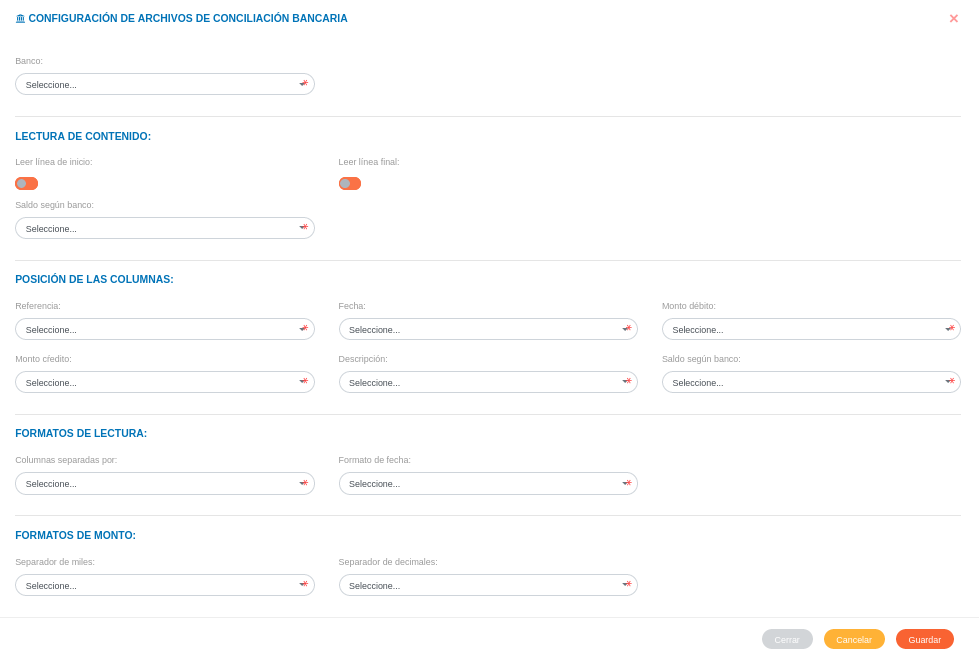 CONFIGURACIÓN DE ARCHIVOS DE CONCILIACIÓN BANCARIA ×
Banco:
Seleccione... *
LECTURA DE CONTENIDO:
Leer línea de inicio: Leer línea final:
Saldo según banco:
Seleccione... *
POSICIÓN DE LAS COLUMNAS:
Referencia: Fecha: Monto débito:
Seleccione... * Seleccione... * Seleccione... *
Monto crédito: Descripción: Saldo según banco:
Seleccione... * Seleccione... * Seleccione... *
FORMATOS DE LECTURA:
Columnas separadas por: Formato de fecha:
Seleccione... * Seleccione... *
FORMATOS DE MONTO:
Separador de miles: Separador de decimales:
Seleccione... * Seleccione... *
Cerrar Cancelar Guardar